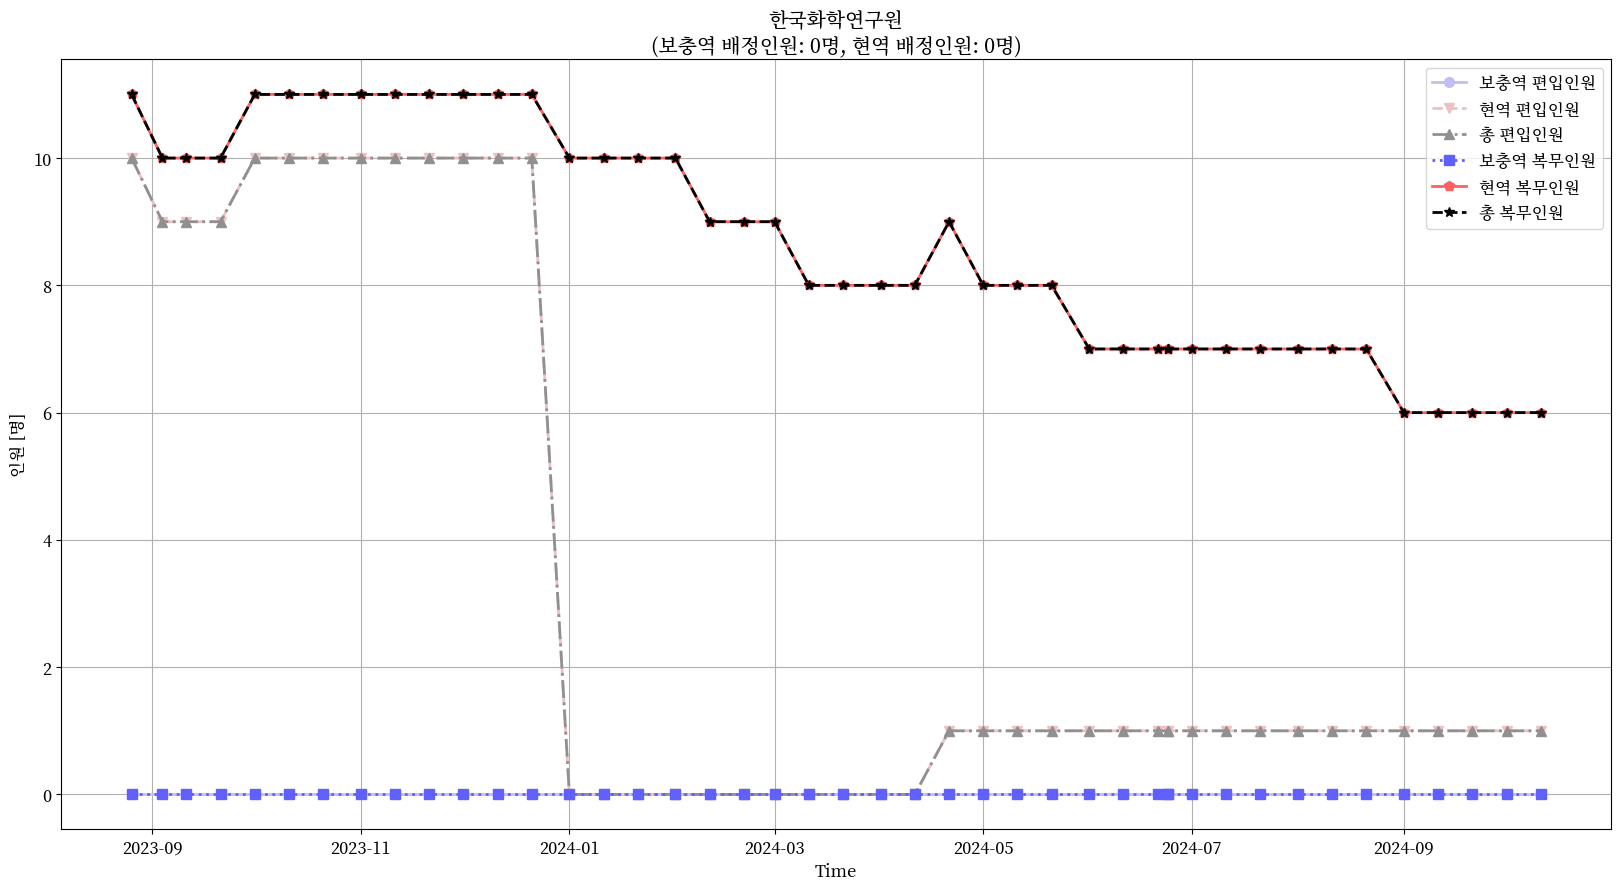 한국화학연구원
(보충역 배정인원: 0명, 현역 배정인원: 0명)
보충역 편입인원
현역 편입인원
총 편입인원
보충역 복무인원
현역 복무인원
총 복무인원
인원 [명]
10
8
6
4
2
0
2023-09
2023-11
2024-01
2024-03
2024-05
2024-07
2024-09
Time